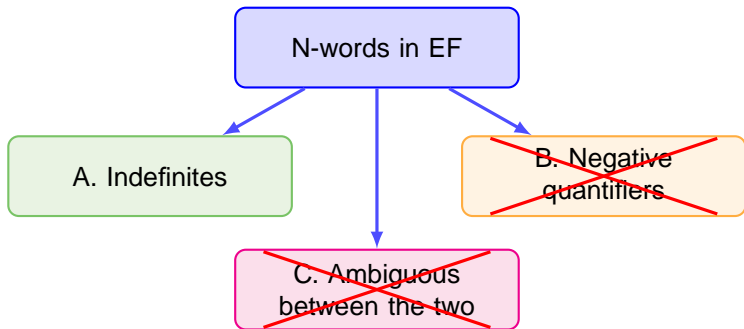 N-words in EF
A. Indefinites
B. Negative
quantifiers
C. Ambiguous
between the two